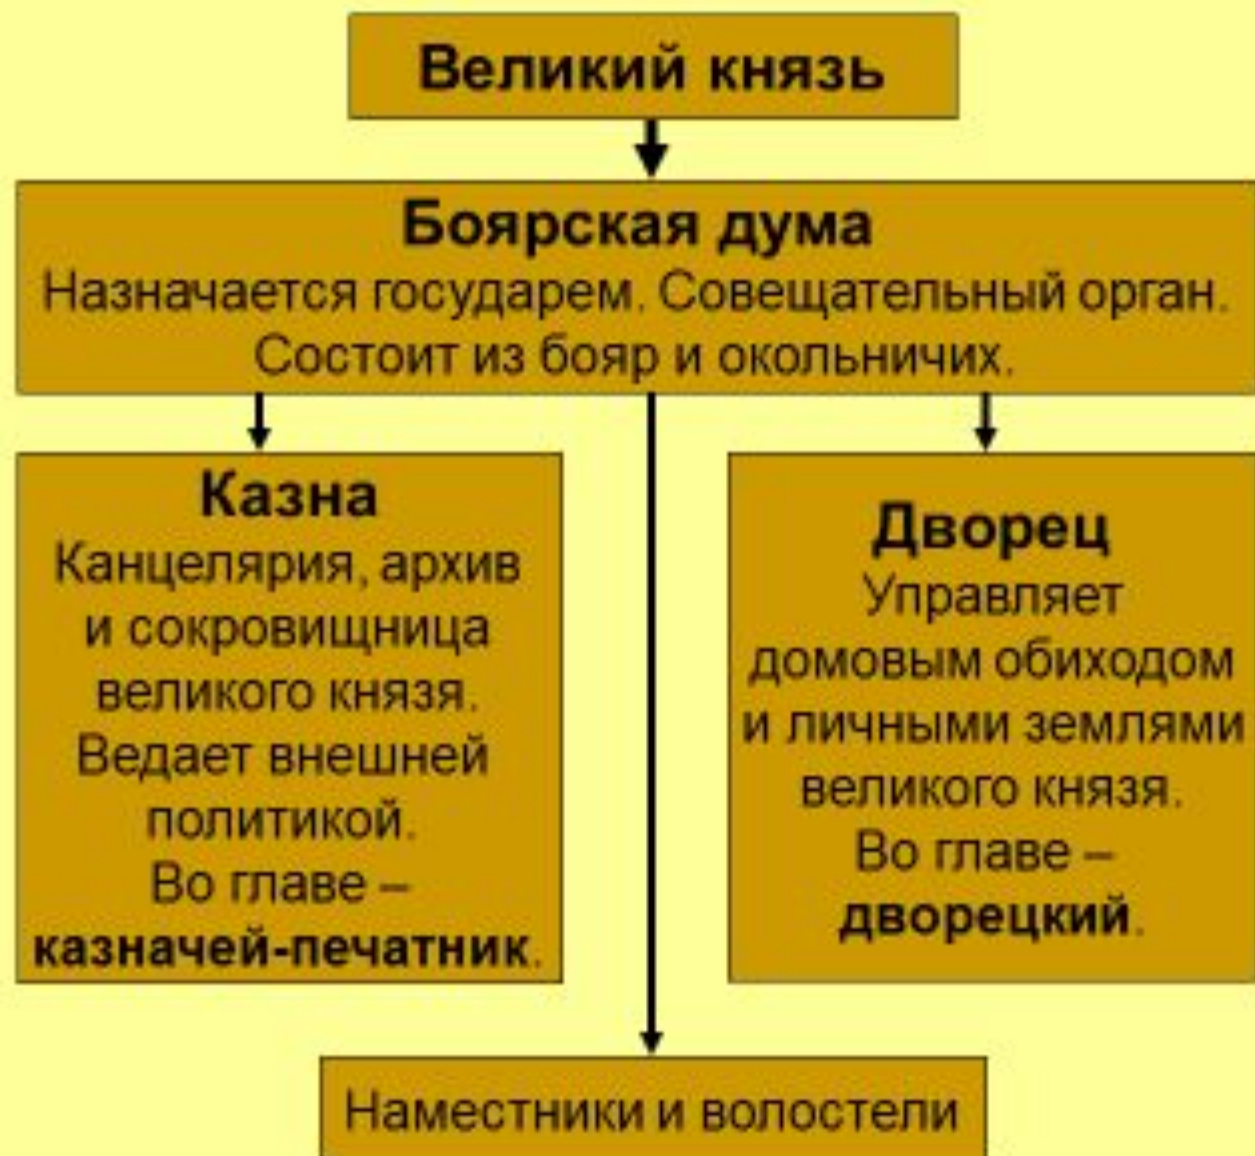 Великий князь
Боярская дума
Назначается государем. Совещательный орган.
Состоит из бояр и окольничих.
Казна
Канцелярия, архив
и сокровищница
великого князя.
Ведает внешней
политикой.
Во главе –
казначей-печатник.
Дворец
Управляет
домовым обиходом
и личными землями
великого князя.
Во главе –
дворецкий.
Наместники и волостели